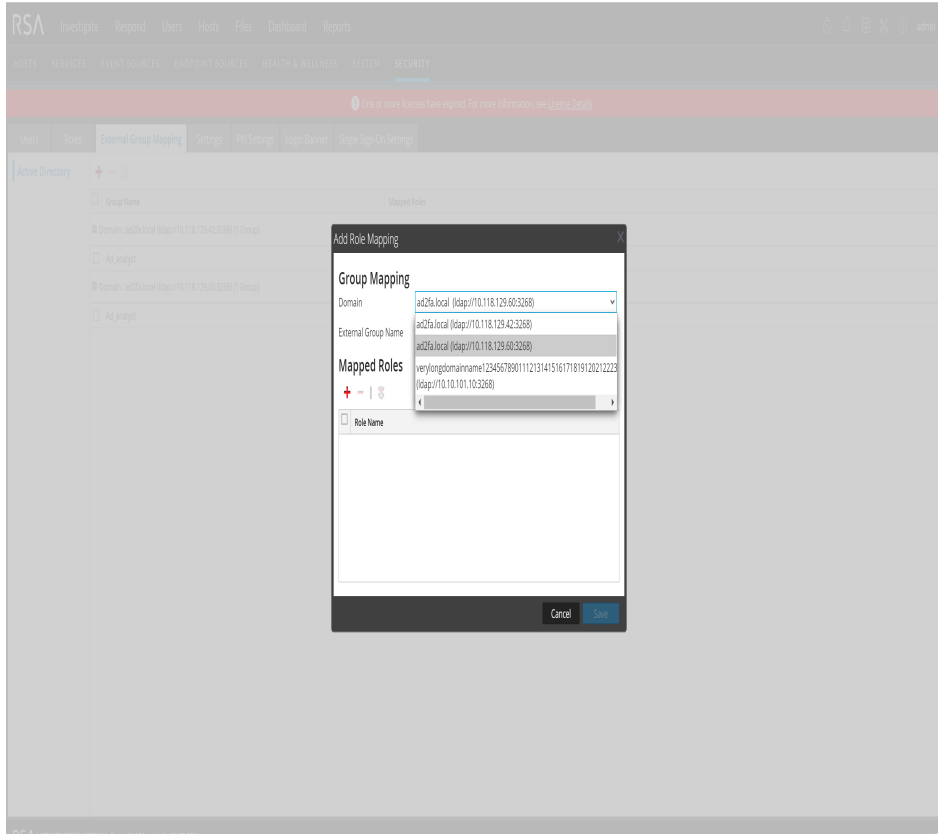 RSA Investigate Respond Users Hosts Files Dashboard Reports admin
HOSTS SERVICES EVENT SOURCES ENDPOINT SOURCES HEALTH & WELLNESS SYSTEM SECURITY
One or more licenses have expired. For more information, see License Details
Users Roles External Group Mapping Settings PKI Settings Login Banner Single Sign-On Settings
Active Directory
Group Name Mapped Roles
Ad_analyst
Ad_analyst
Add Role Mapping X
Group Mapping
Domain ad2fa.local (ldap://10.118.129.60:3268)
ad2fa.local (ldap://10.118.129.42:3268)
External Group Name
ad2fa.local (ldap://10.118.129.60:3268)
Mapped Roles
verylongdomainname1234567890111213141516171819120212223
(ldap://10.10.101.10:3268)
Role Name
Cancel Save
RSA